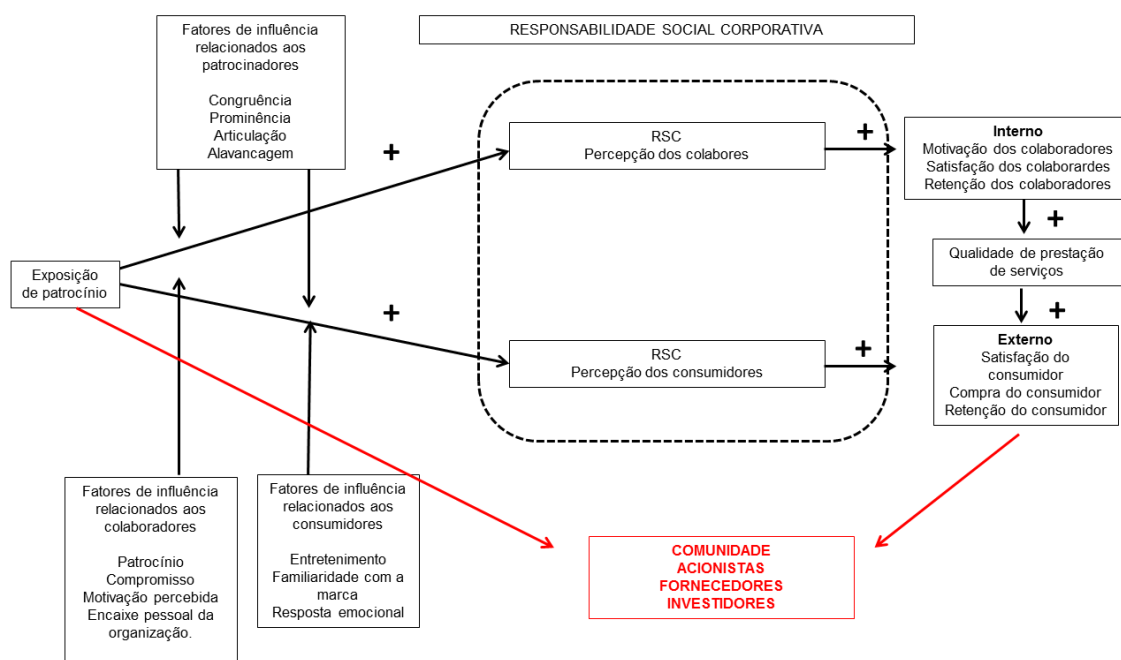 Fatores de influência
relacionados aos
patrocinadores
Congruência
Prominência
Articulação
Alavancagem
RESPONSABILIDADE SOCIAL CORPORATIVA
+
RSC
Percepção dos colabores
+
Interno
Motivação dos colaboradores
Satisfação dos colaborardes
Retenção dos colaboradores
+
Qualidade de prestação
de serviços
+
Exposição
de patrocínio
+
RSC
Percepção dos consumidores
+
Externo
Satisfação do
consumidor
Compra do consumidor
Retenção do consumidor
Fatores de influência
relacionados aos
colaboradores
Patrocínio
Compromisso
Motivação percebida
Encaixe pessoal da
organização.
Fatores de influência
relacionados aos
consumidores
Entretenimento
Familiaridade com a
marca
Resposta emocional
COMUNIDADE
ACIONISTAS
FORNECEDORES
INVESTIDORES